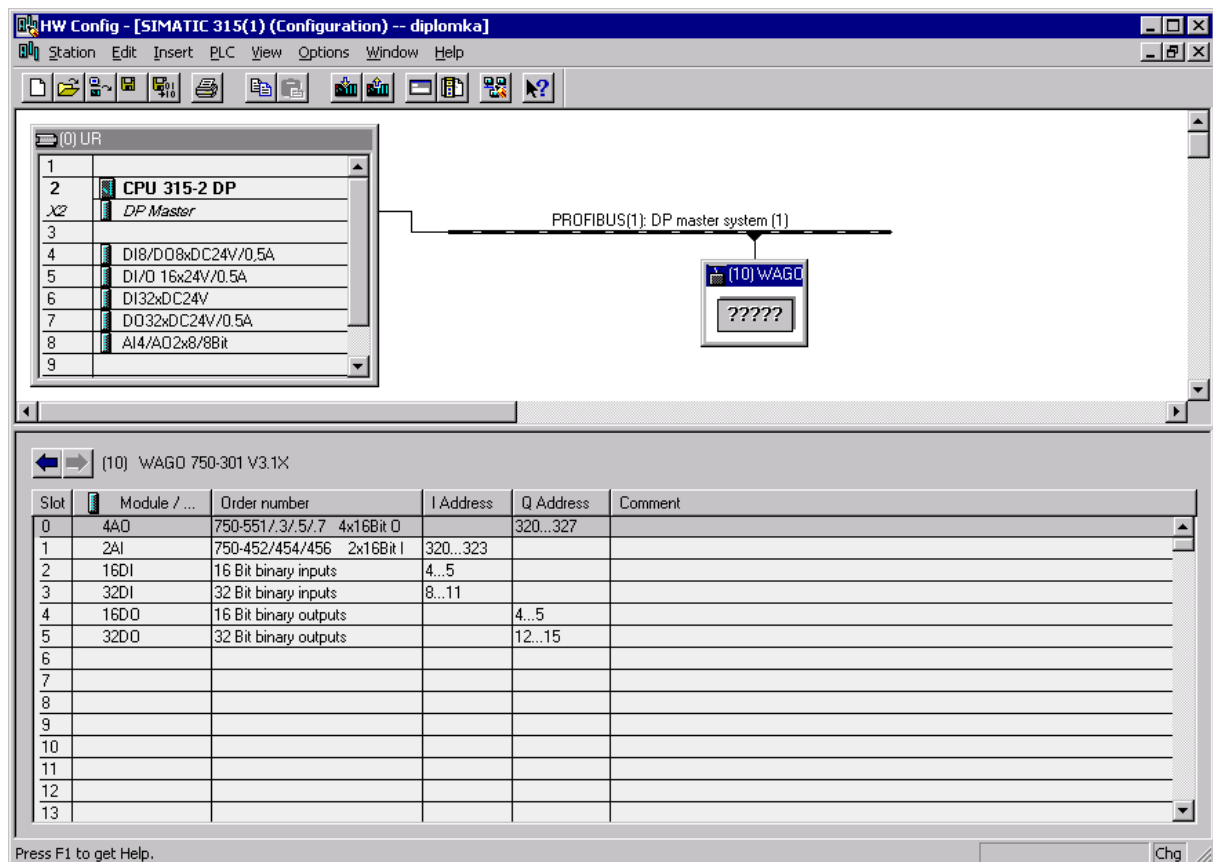 HW Config - [SIMATIC 315(1) (Configuration) -- diplomka]
Station Edit Insert PLC View Options Window Help
(0) UR
1
2 CPU 315-2 DP
X2 DP Master
3
4 DI8/DO8xDC24V/0,5A
5 DI/O 16x24V/0.5A
6 DI32xDC24V
7 DO32xDC24V/0.5A
8 AI4/AO2x8/8Bit
9
PROFIBUS(1): DP master system (1)
(10) WAGO
?????
(10) WAGO 750-301 V3.1X
Slot Module / ... Order number I Address Q Address Comment
0 4AO 750-551/.3/.5/.7 4x16Bit O 320...327
1 2AI 750-452/454/456 2x16Bit I 320...323
2 16DI 16 Bit binary inputs 4...5
3 32DI 32 Bit binary inputs 8...11
4 16DO 16 Bit binary outputs 4...5
5 32DO 32 Bit binary outputs 12...15
6
7
8
9
10
11
12
13
Press F1 to get Help.
Chg